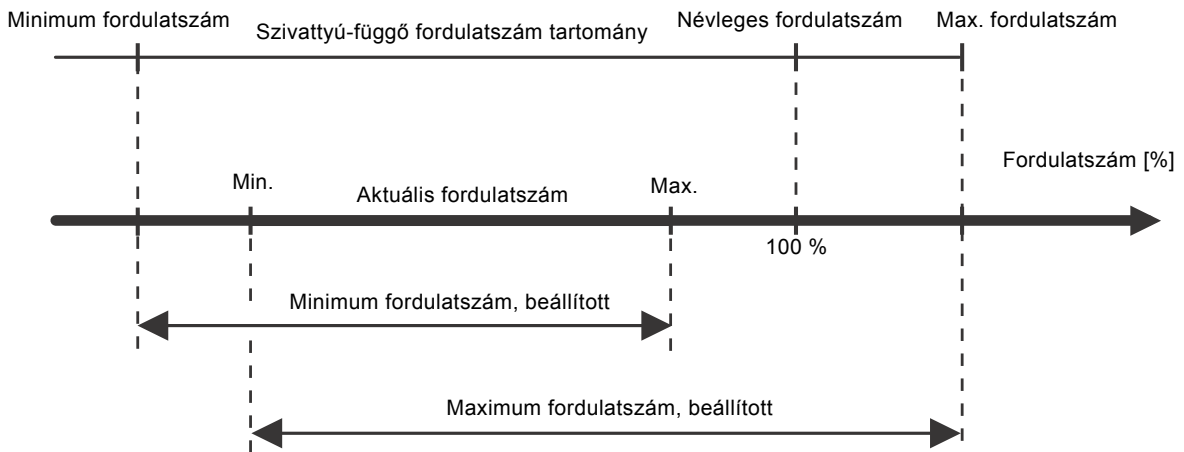 Minimum fordulatszám
Szivattyú-függő fordulatszám tartomány
Névleges fordulatszám
Max. fordulatszám
Fordulatszám [%]
Min.
Aktuális fordulatszám
Max.
100 %
Minimum fordulatszám, beállított
Maximum fordulatszám, beállított